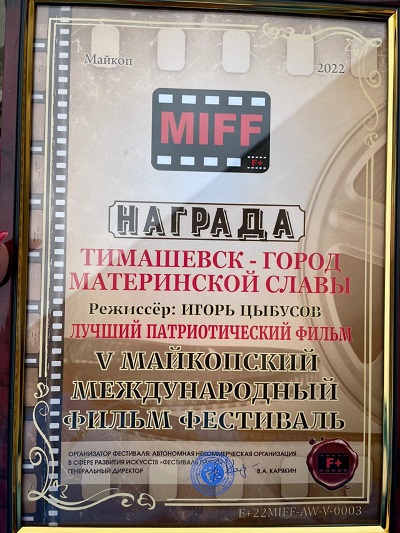 Майкоп 2022
MIFF
F+
НАГРАДА
ТИМАШЕВСК - ГОРОД
МАТЕРИНСКОЙ СЛАВЫ
Режиссёр: ИГОРЬ ЦЫБУСОВ
ЛУЧШИЙ ПАТРИОТИЧЕСКИЙ ФИЛЬМ
V МАЙКОПСКИЙ
МЕЖДУНАРОДНЫЙ
ФИЛЬМ ФЕСТИВАЛЬ
ОРГАНИЗАТОР ФЕСТИВАЛЯ: АВТОНОМНАЯ НЕКОММЕРЧЕСКАЯ ОРГАНИЗАЦИЯ
В СФЕРЕ РАЗВИТИЯ ИСКУССТВ «ФЕСТИВАЛЬ
ГЕНЕРАЛЬНЫЙ ДИРЕКТОР В.А. КАРЯКИН
F+
F+22MIFF-AW-V-0003